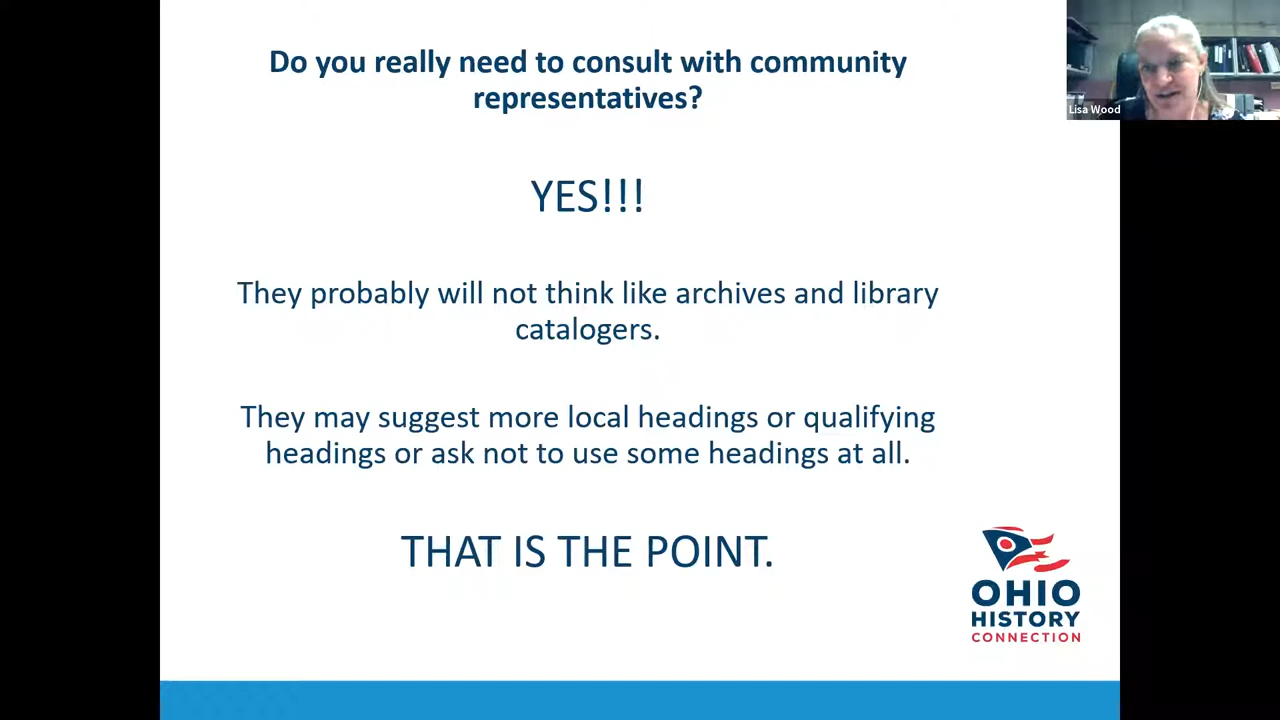 Do you really need to consult with community
representatives?
Lisa Wood
YES!!!
They probably will not think like archives and library
catalogers.
They may suggest more local headings or qualifying
headings or ask not to use some headings at all.
THAT IS THE POINT.
OHIO
HISTORY
CONNECTION